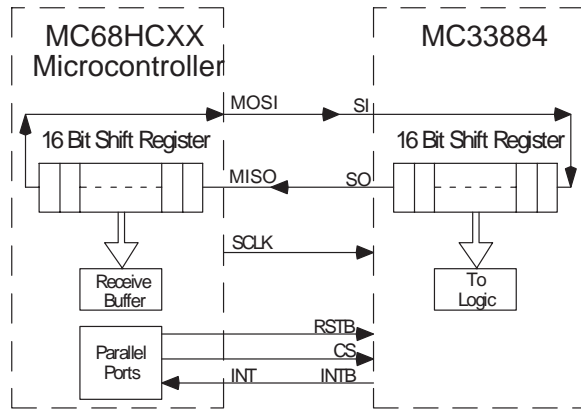 MC68HCXX
Microcontroller
MC33884
MOSI
SI
16 Bit Shift Register
16 Bit Shift Register
MISO
SO
SCLK
Receive
Buffer
To
Logic
Parallel
Ports
RSTB
CS
INT
INTB